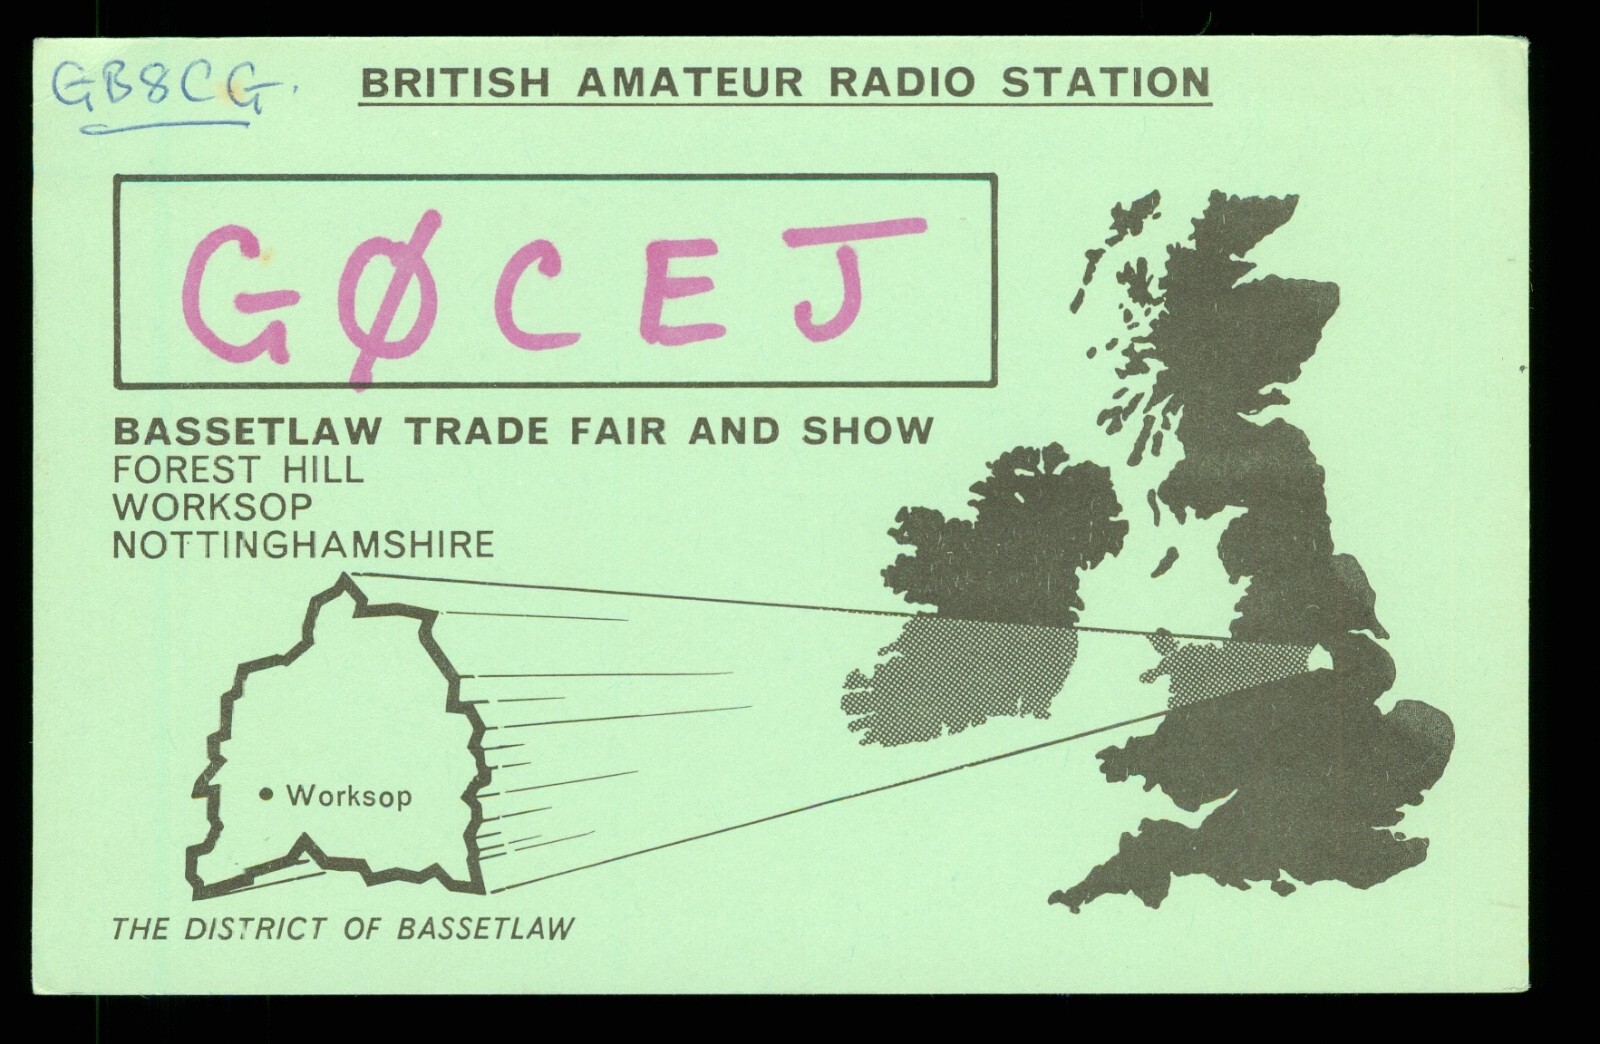 GB8CG.
BRITISH AMATEUR RADIO STATION
GØCEJ
BASSETLAW TRADE FAIR AND SHOW
FOREST HILL
WORKSOP
NOTTINGHAMSHIRE
Worksop
THE DISTRICT OF BASSETLAW